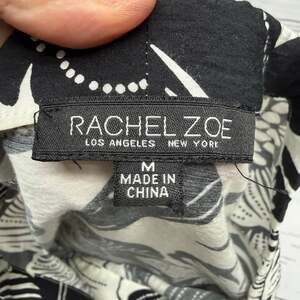 RACHEL ZOE
LOS ANGELES NEW YORK
M
MADE IN
CHINA